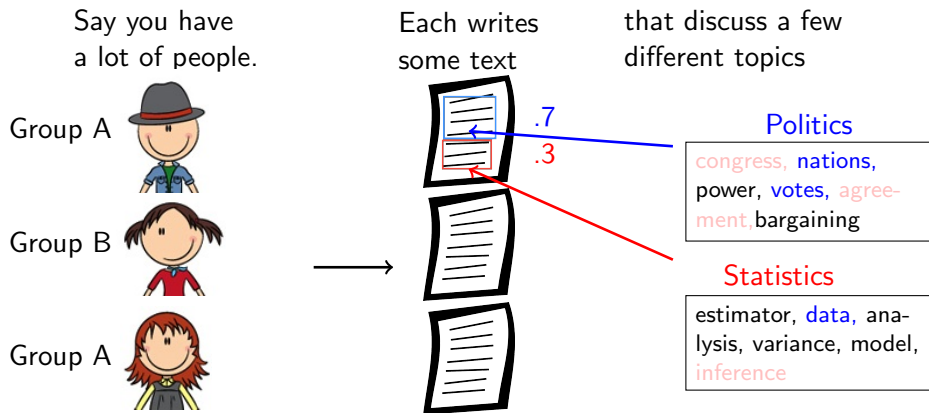 Say you have
a lot of people.
Each writes
some text
that discuss a few
different topics
Group A
Group B
Group A
.7
.3
Politics
congress, nations,
power, votes, agree-
ment,bargaining
Statistics
estimator, data, ana-
lysis, variance, model,
inference